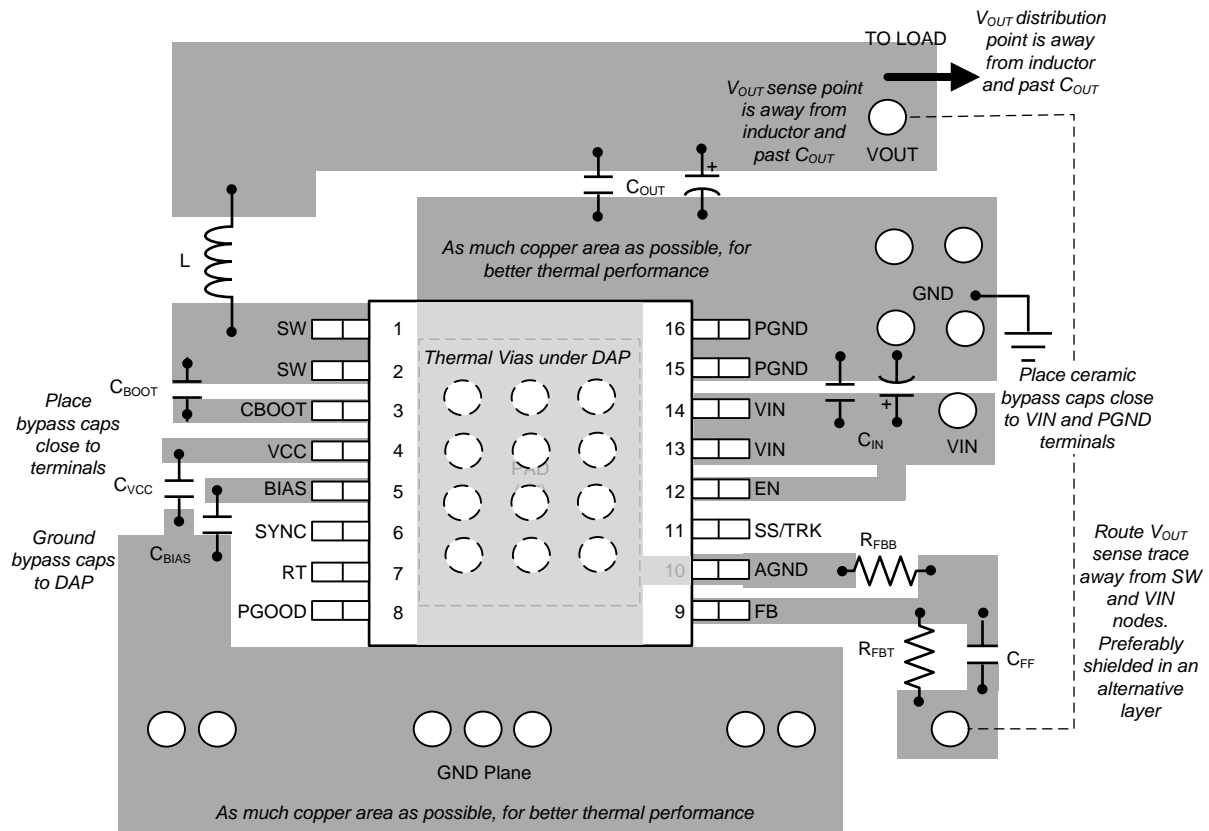 TO LOAD
VOUT distribution
point is away
from inductor
and past COUT
VOUT sense point
is away from
inductor and
past COUT
VOUT
COUT
+
L
As much copper area as possible, for
better thermal performance
GND
SW
1
16
PGND
Thermal Vias under DAP
SW
2
15
PGND
CBOOT
CBOOT
3
14
VIN
CIN
+
VIN
Place ceramic
bypass caps close
to VIN and PGND
terminals
Place
bypass caps
close to
terminals
VCC
4
13
VIN
PAD
CVCC
BIAS
5
12
EN
SYNC
6
11
SS/TRK
Ground
bypass caps
to DAP
CBIAS
RT
7
10
AGND
RFBB
PGOOD
8
9
FB
RFBT
CFF
Route VOUT
sense trace
away from SW
and VIN
nodes.
Preferably
shielded in an
alternative
layer
GND Plane
As much copper area as possible, for better thermal performance